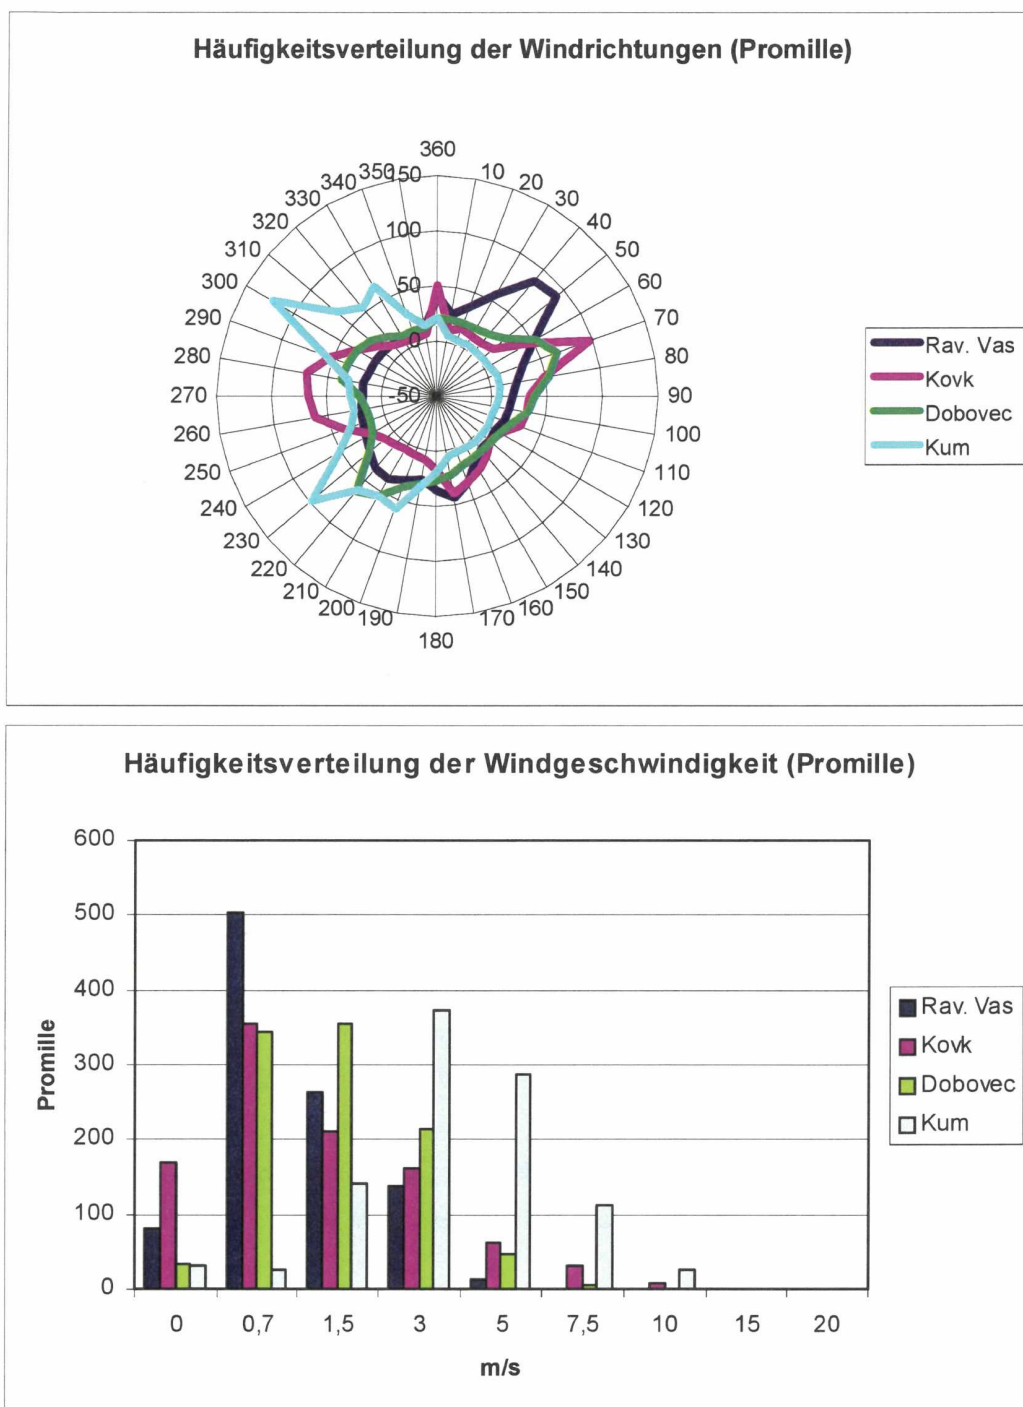 Häufigkeitsverteilung der Windrichtungen (Promille)
360
350 150 10
340 20
330 30
320 100 40
310 50
300 50 60
290 0 70
280 80
270 -50 90
260 100
250 110
240 120
230 130
220 140
210 150
200 190 170 160
180
Rav. Vas
Kovk
Dobovec
Kum
Häufigkeitsverteilung der Windgeschwindigkeit (Promille)
600
500
400
300
200
100
0
Promille
0 0,7 1,5 3 5 7,5 10 15 20
m/s
Rav. Vas
Kovk
Dobovec
Kum